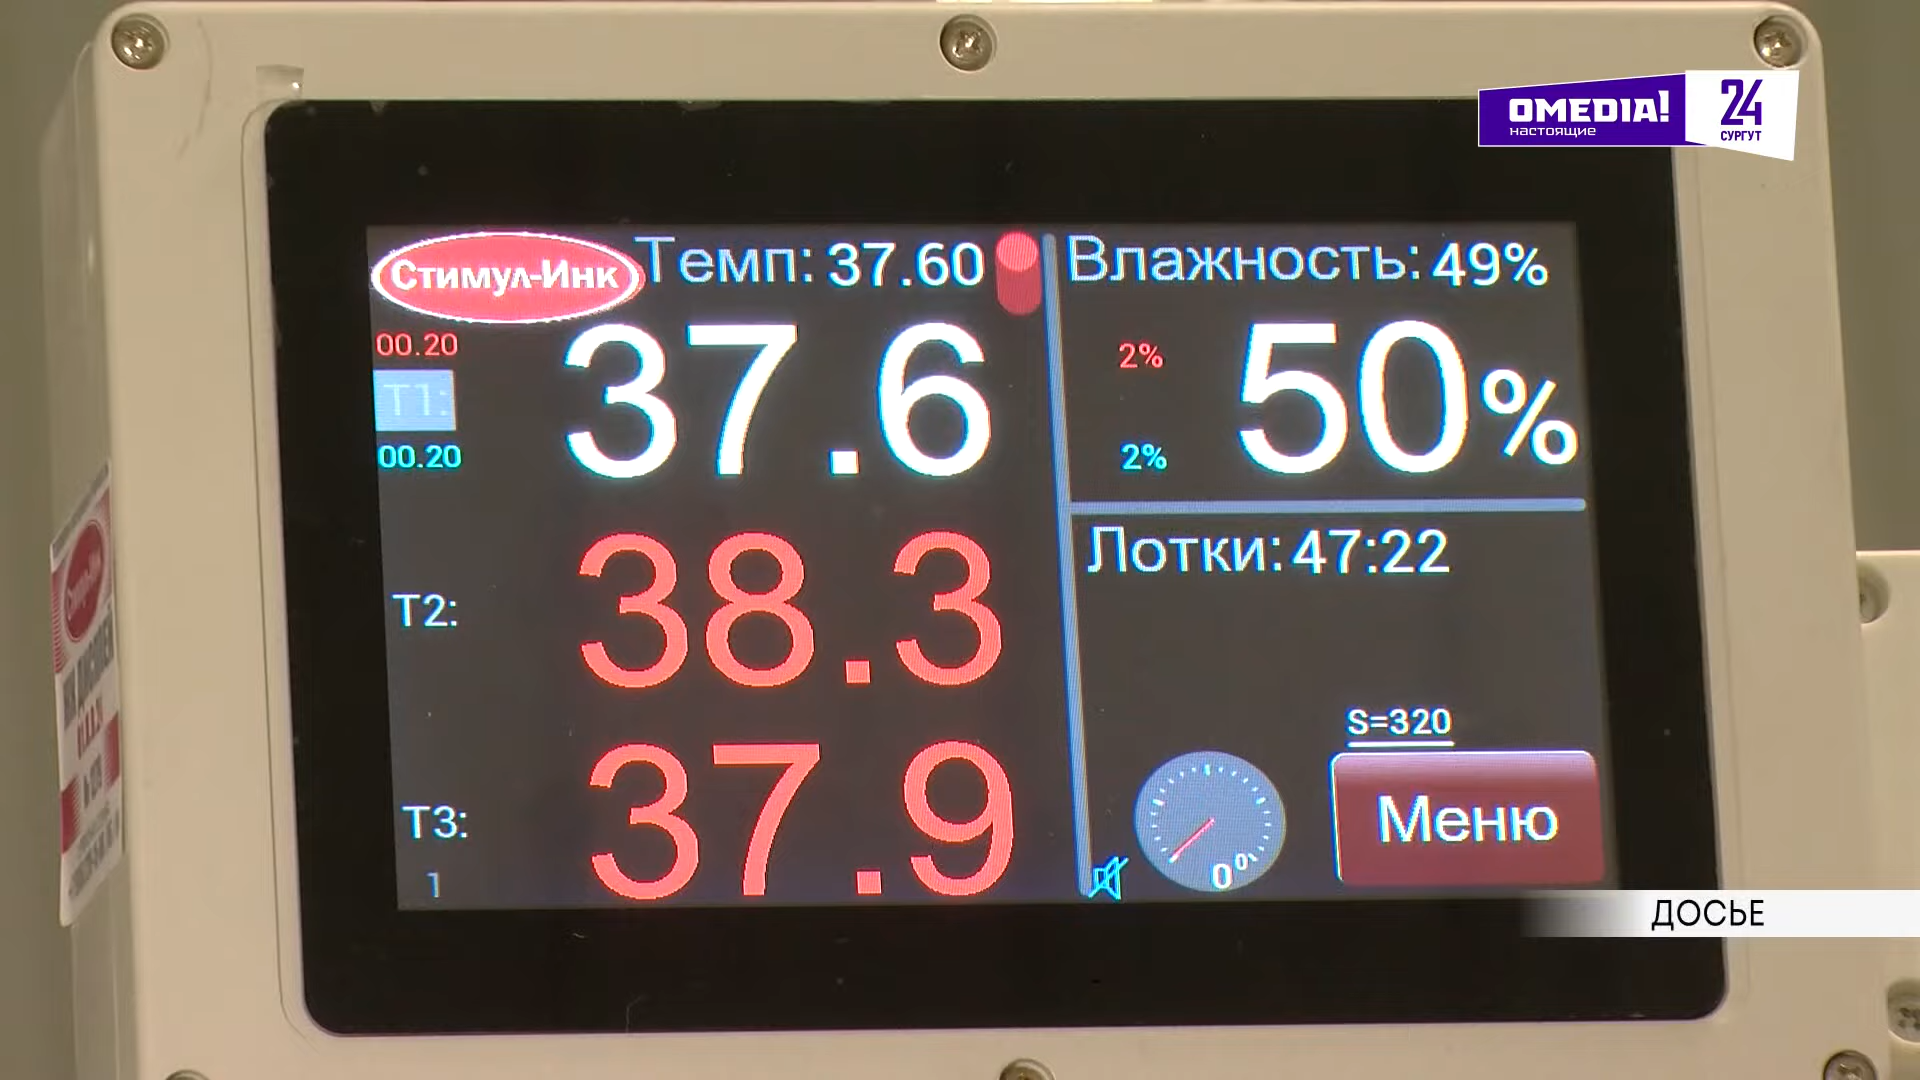 OMEDIA!
настоящие
24
СУРГУТ
Стимул-Инк
Темп: 37.60
Влажность: 49%
00.20
T1:
00.20
37.6
2%
2%
50%
T2:
38.3
Лотки: 47:22
T3:
1
37.9
S=320
0%
Меню
ДОСЬЕ